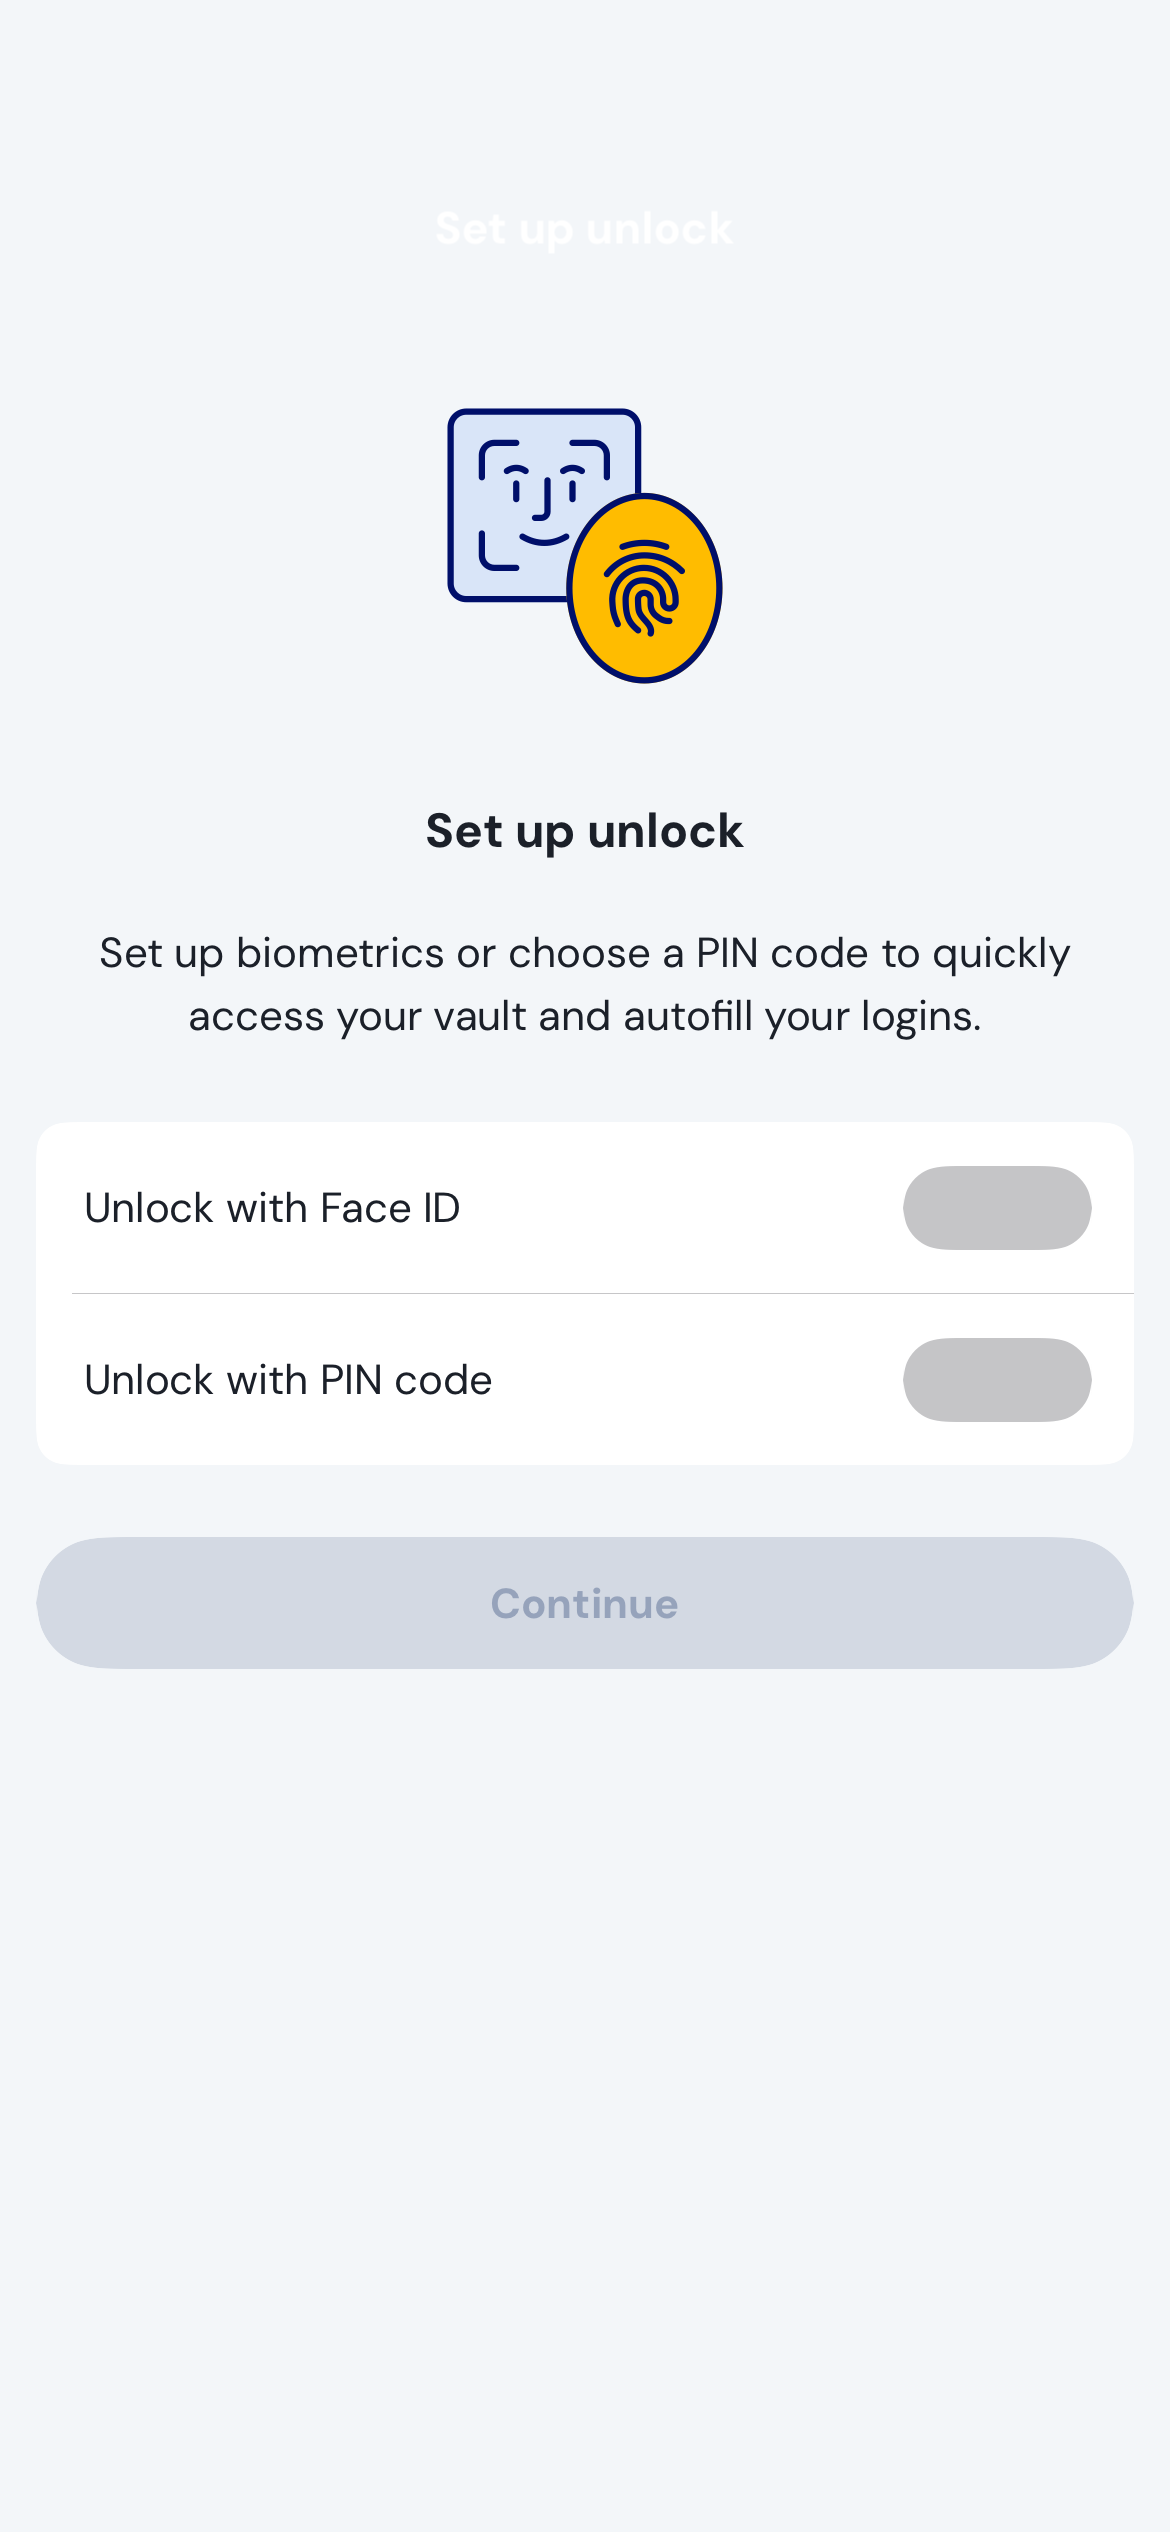 Set up unlock
Set up unlock
Set up biometrics or choose a PIN code to quickly
access your vault and autofill your logins.
Unlock with Face ID
Unlock with PIN code
Continue